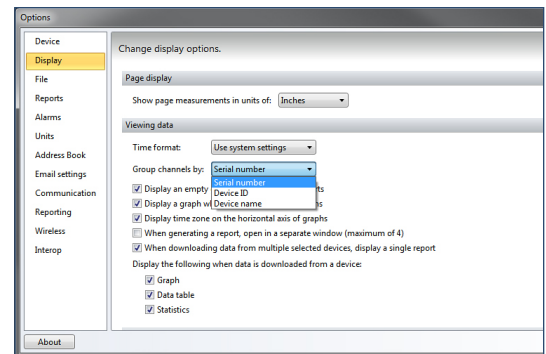 Options
Device
Display
File
Reports
Alarms
Units
Address Book
Email settings
Communication
Reporting
Wireless
Interop
Change display options.
Page display
Show page measurements in units of: Inches
Viewing data
Time format: Use system settings
Group channels by: Serial number
Serial number
Device ID
Device name
Display an empty ts
Display a graph w hs
Display time zone on the horizontal axis of graphs
When generating a report, open in a separate window (maximum of 4)
When downloading data from multiple selected devices, display a single report
Display the following when data is downloaded from a device:
Graph
Data table
Statistics
About